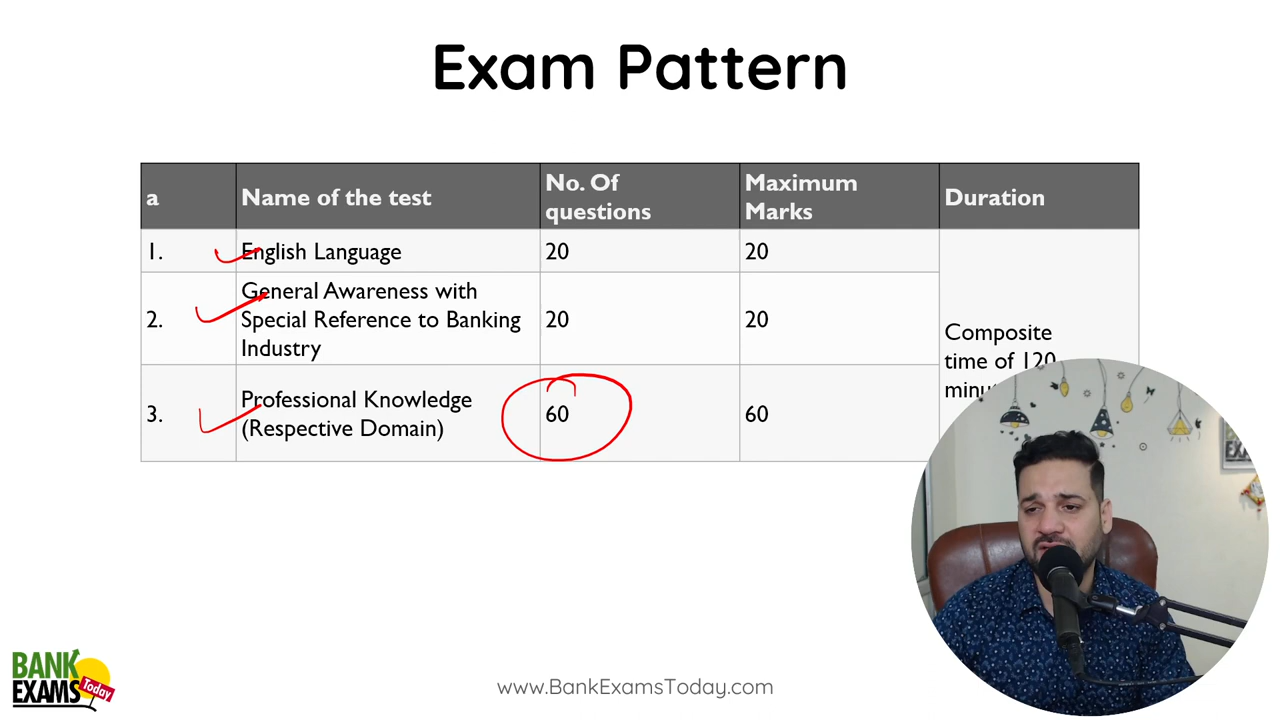 Exam Pattern
a Name of the test No. Of questions Maximum Marks Duration
1. English Language 20 20
2. General Awareness with Special Reference to Banking Industry 20 20
Composite
time of 120
3. Professional Knowledge (Respective Domain) 60 60
BANK
EXAMS Today
www.BankExamsToday.com